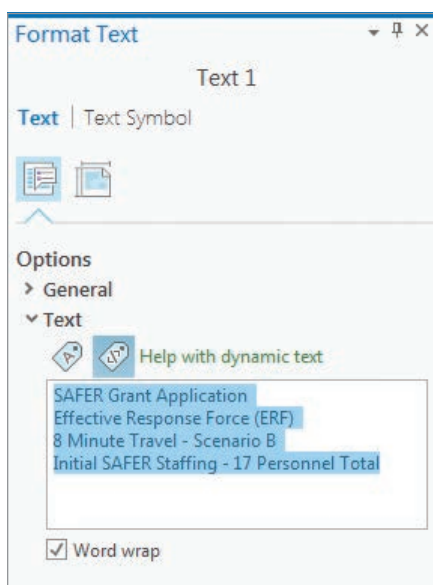 Format Text
Text 1
Text | Text Symbol
Options
General
Text
Help with dynamic text
SAFER Grant Application
Effective Response Force (ERF)
8 Minute Travel - Scenario B
Initial SAFER Staffing - 17 Personnel Total
Word wrap